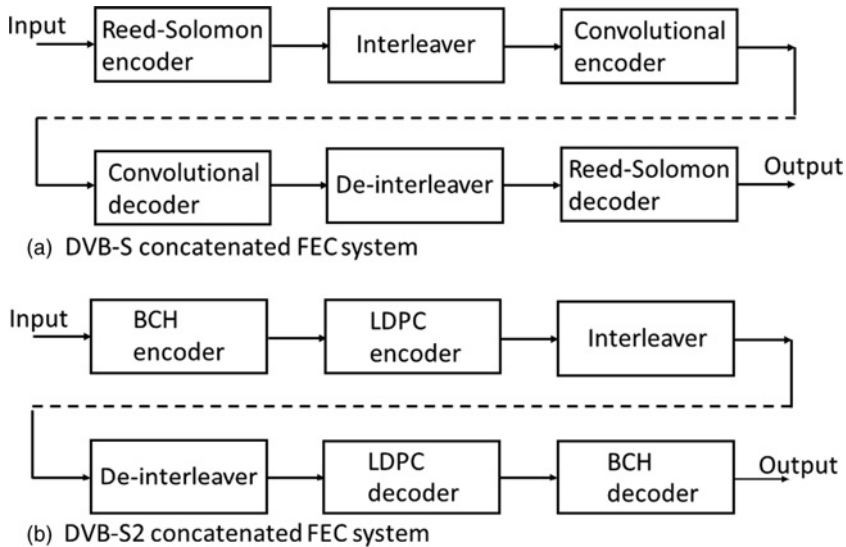 Input
Reed-Solomon
encoder
Interleaver
Convolutional
encoder
Convolutional
decoder
De-interleaver
Reed-Solomon
decoder
Output
(a) DVB-S concatenated FEC system
Input
BCH
encoder
LDPC
encoder
Interleaver
De-interleaver
LDPC
decoder
BCH
decoder
Output
(b) DVB-S2 concatenated FEC system